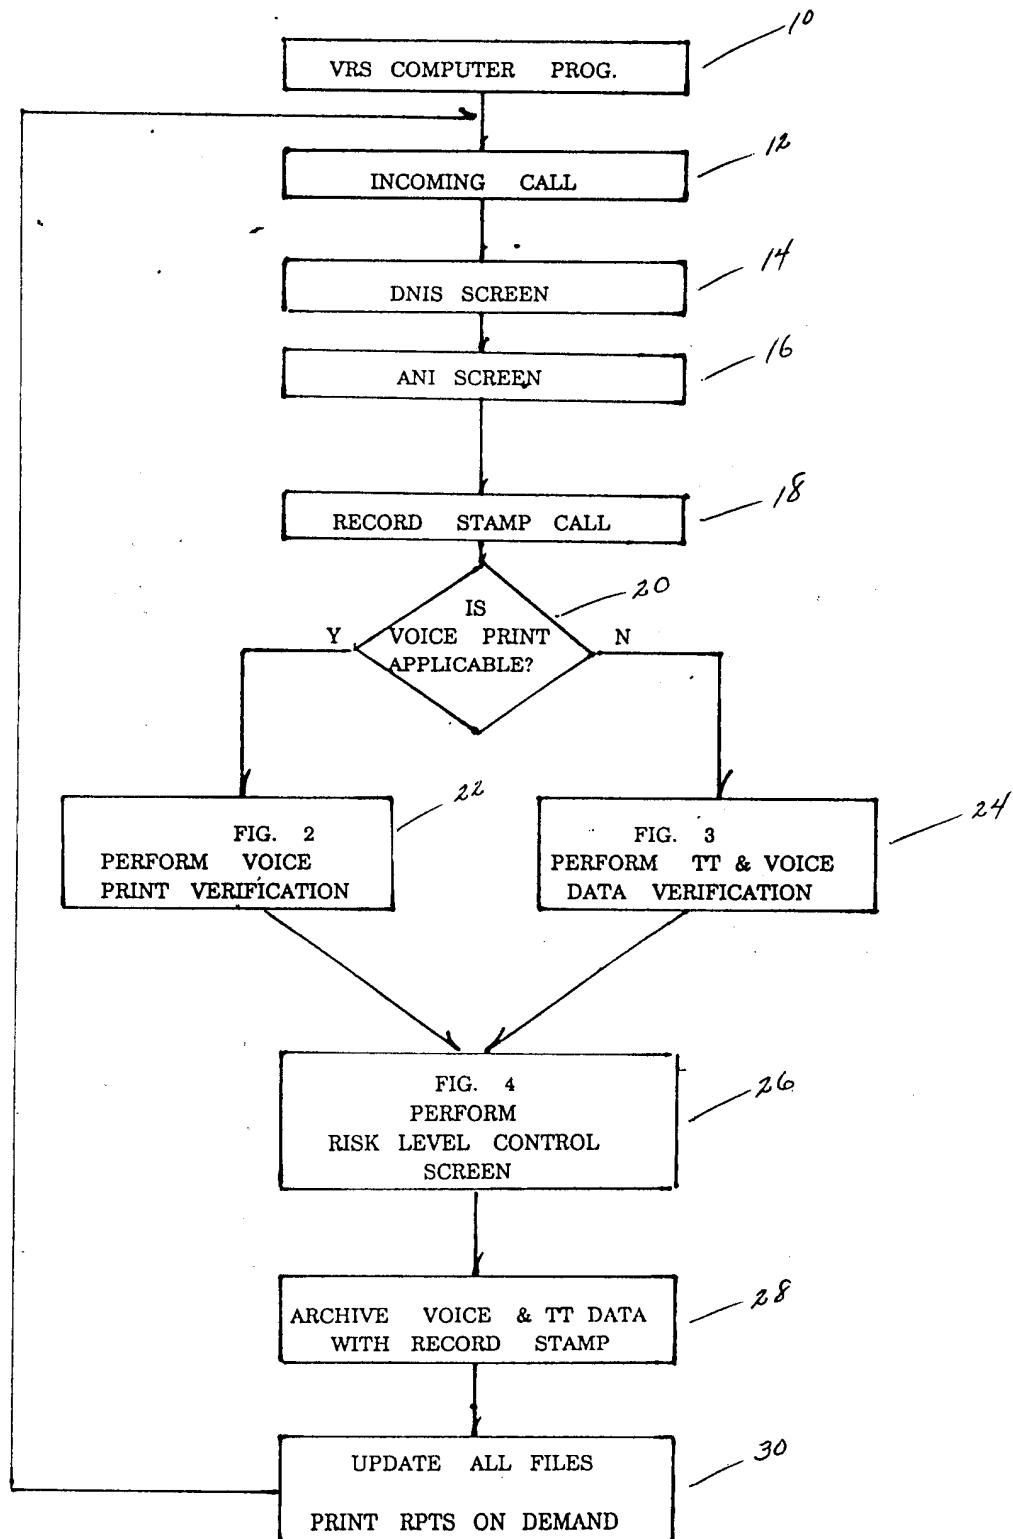 10
VRS COMPUTER PROG.
12
INCOMING CALL
14
DNIS SCREEN
16
ANI SCREEN
18
RECORD STAMP CALL
20
IS
VOICE PRINT
APPLICABLE?
Y
N
22
FIG. 2
PERFORM VOICE
PRINT VERIFICATION
24
FIG. 3
PERFORM TT & VOICE
DATA VERIFICATION
26
FIG. 4
PERFORM
RISK LEVEL CONTROL
SCREEN
28
ARCHIVE VOICE & TT DATA
WITH RECORD STAMP
30
UPDATE ALL FILES
PRINT RPTS ON DEMAND